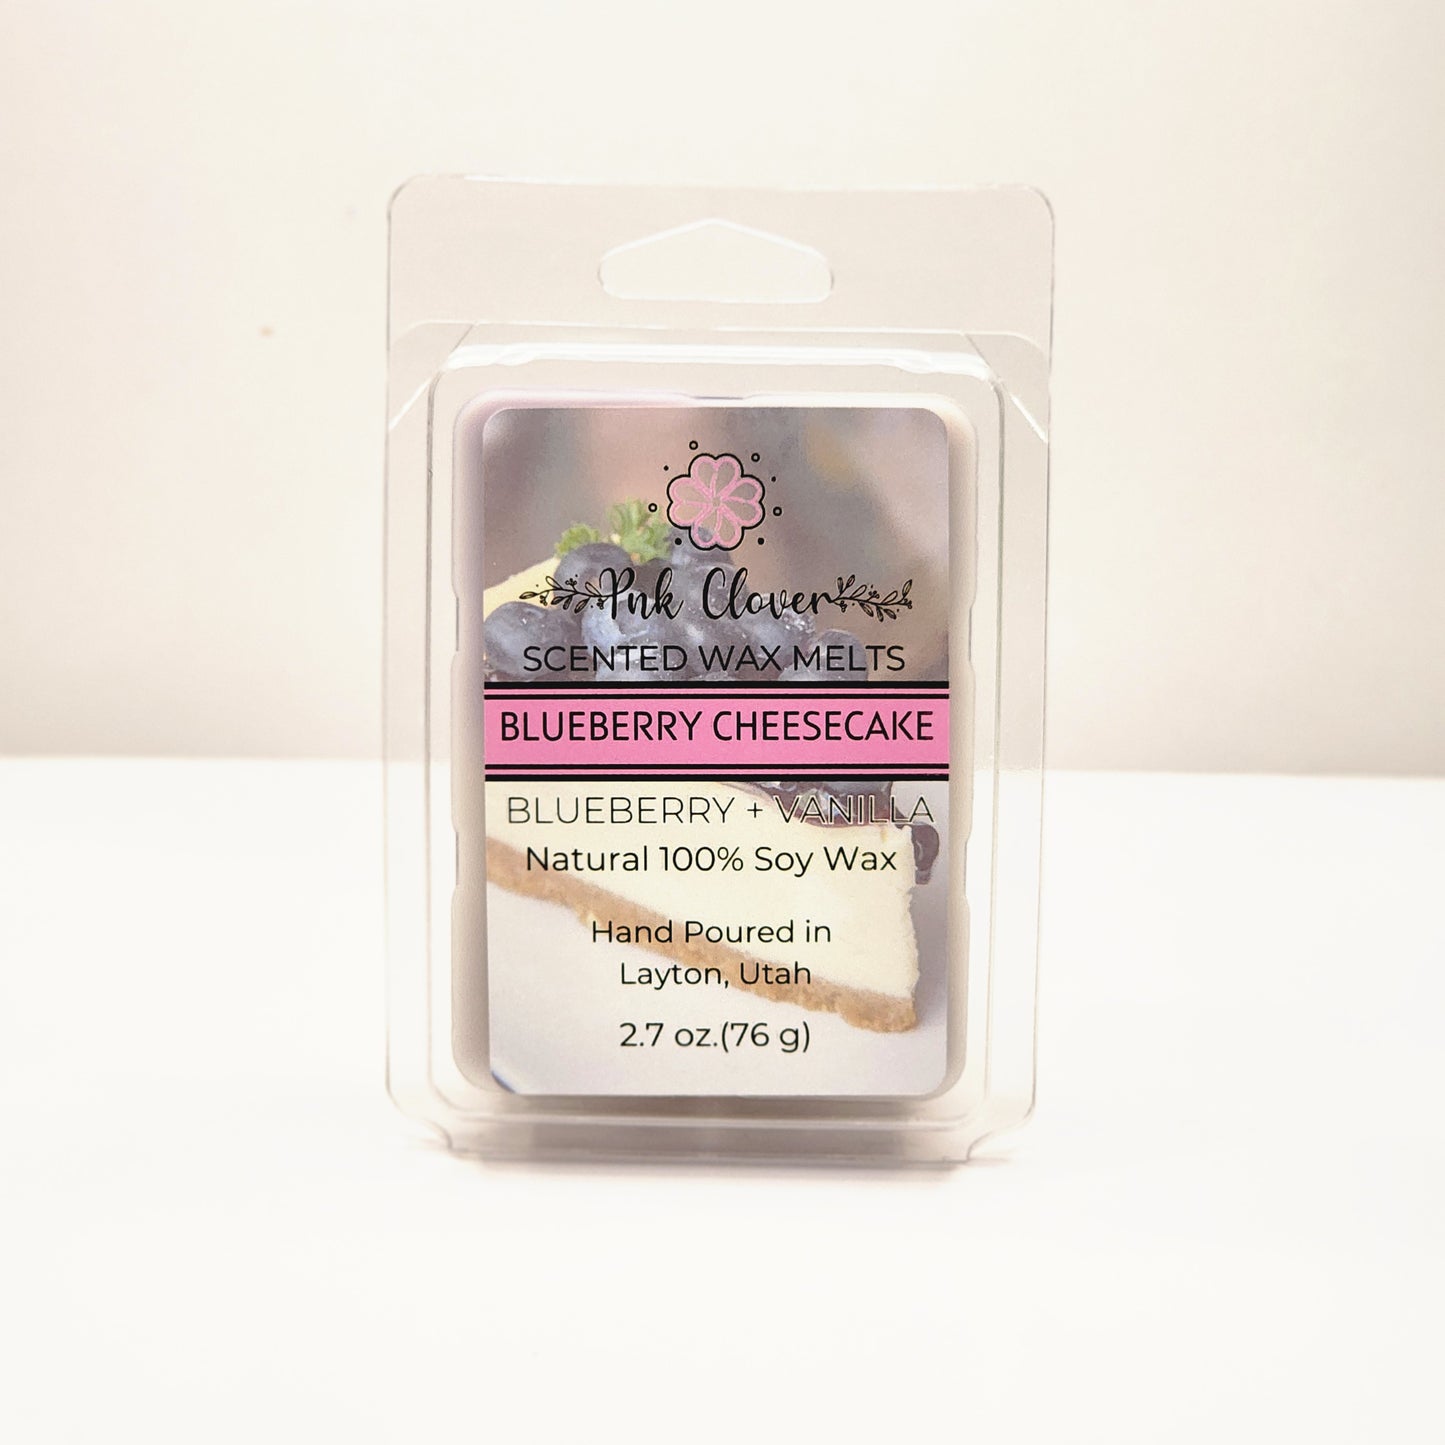 Pnk Clover
SCENTED WAX MELTS
BLUEBERRY CHEESECAKE
BLUEBERRY + VANILLA
Natural 100% Soy Wax
Hand Poured in
Layton, Utah
2.7 oz.(76 g)